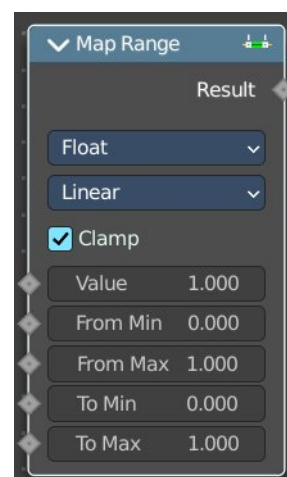 Map Range
Result
Float
Linear
Clamp
Value 1.000
From Min 0.000
From Max 1.000
To Min 0.000
To Max 1.000